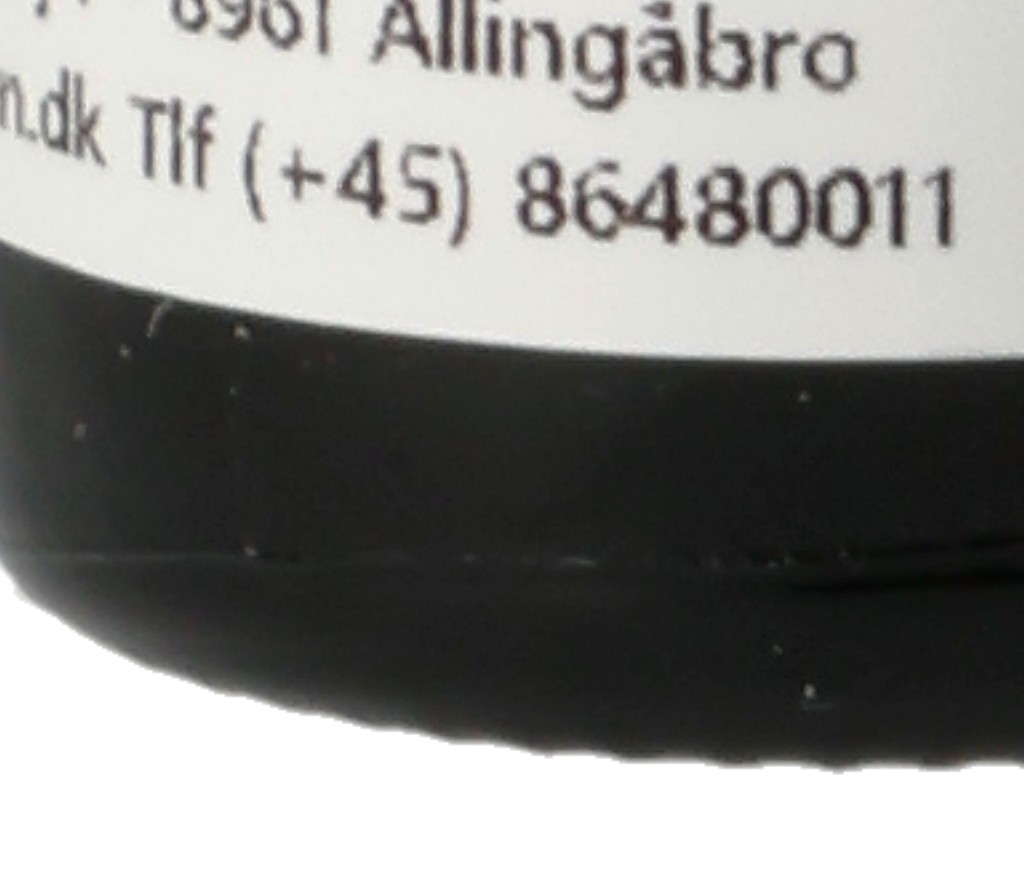 8961 Allingåbro
n.dk Tlf (+45) 86480011